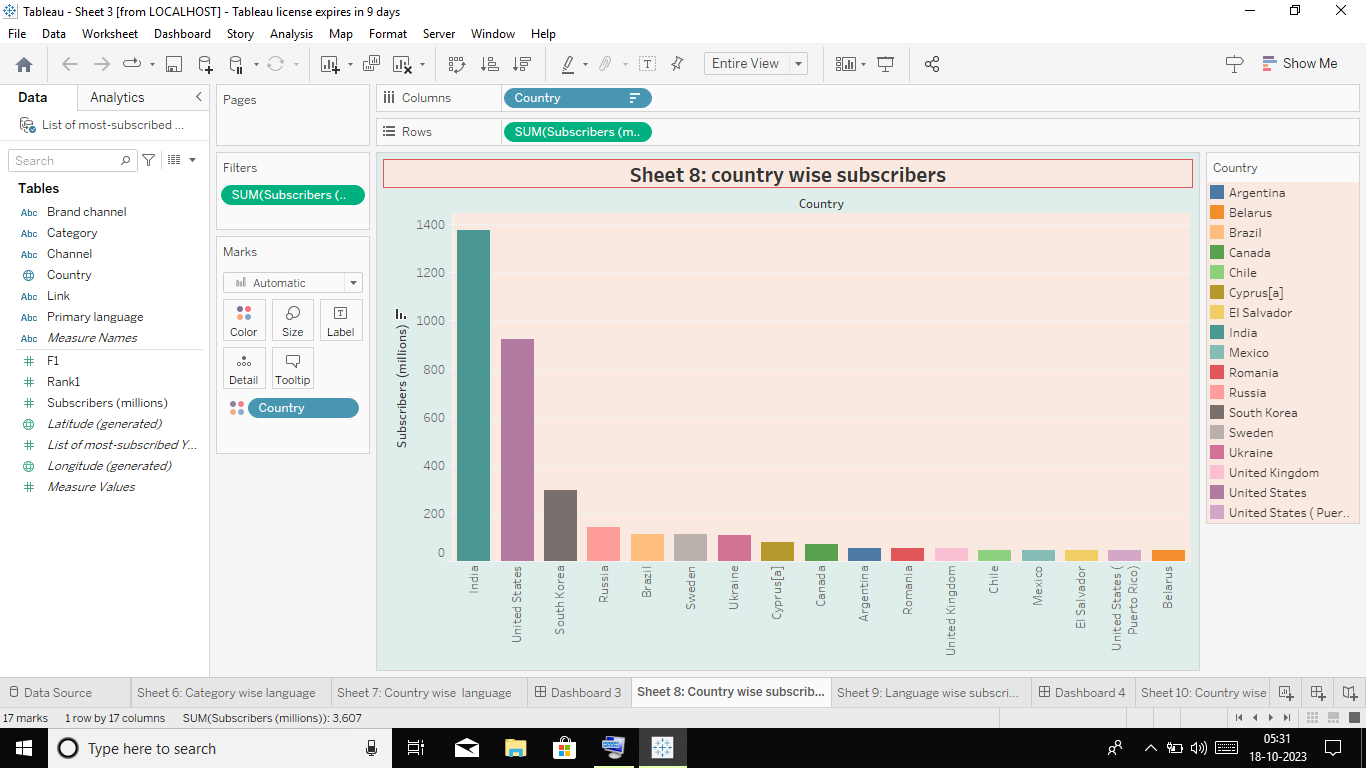 Tableau - Sheet 3 [from LOCALHOST] - Tableau license expires in 9 days
File Data Worksheet Dashboard Story Analysis Map Format Server Window Help
Entire View
Show Me
Data Analytics
List of most-subscribed ...
Search
Tables
Abc Brand channel
Abc Category
Abc Channel
Country
Abc Link
Abc Primary language
Abc Measure Names
F1
Rank1
Subscribers (millions)
Latitude (generated)
List of most-subscribed Y...
Longitude (generated)
Measure Values
Pages
Filters
SUM(Subscribers (..
Marks
Automatic
Color Size Label
Detail Tooltip
Country
Columns Country
Rows SUM(Subscribers (m..
Sheet 8: country wise subscribers
Country
Subscribers (millions)
1400
1200
1000
800
600
400
200
0
India
United States
South Korea
Russia
Brazil
Sweden
Ukraine
Cyprus[a]
Canada
Argentina
Romania
United Kingdom
Chile
Mexico
El Salvador
United States (
Puerto Rico)
Belarus
Country
Argentina
Belarus
Brazil
Canada
Chile
Cyprus[a]
El Salvador
India
Mexico
Romania
Russia
South Korea
Sweden
Ukraine
United Kingdom
United States
United States ( Puer..
Data Source Sheet 6: Category wise language Sheet 7: Country wise language Dashboard 3 Sheet 8: Country wise subscrib... Sheet 9: Language wise subscri... Dashboard 4 Sheet 10: Country wise
17 marks 1 row by 17 columns SUM(Subscribers (millions)): 3,607
Type here to search
05:31
18-10-2023